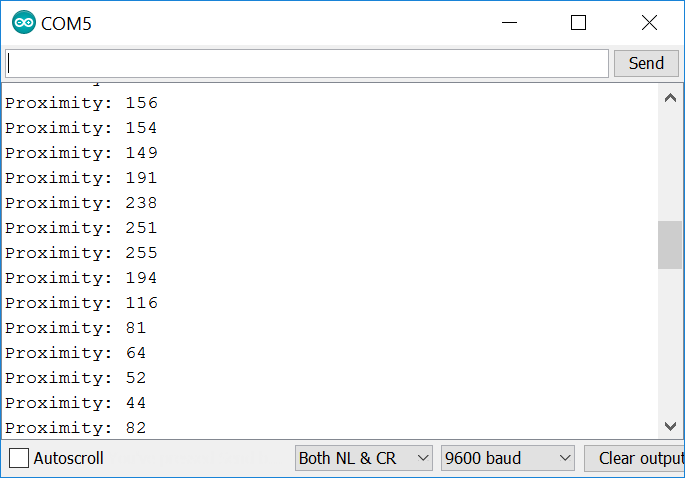 COM5
Send
Proximity: 156
Proximity: 154
Proximity: 149
Proximity: 191
Proximity: 238
Proximity: 251
Proximity: 255
Proximity: 194
Proximity: 116
Proximity: 81
Proximity: 64
Proximity: 52
Proximity: 44
Proximity: 82
Autoscroll Both NL & CR 9600 baud Clear output